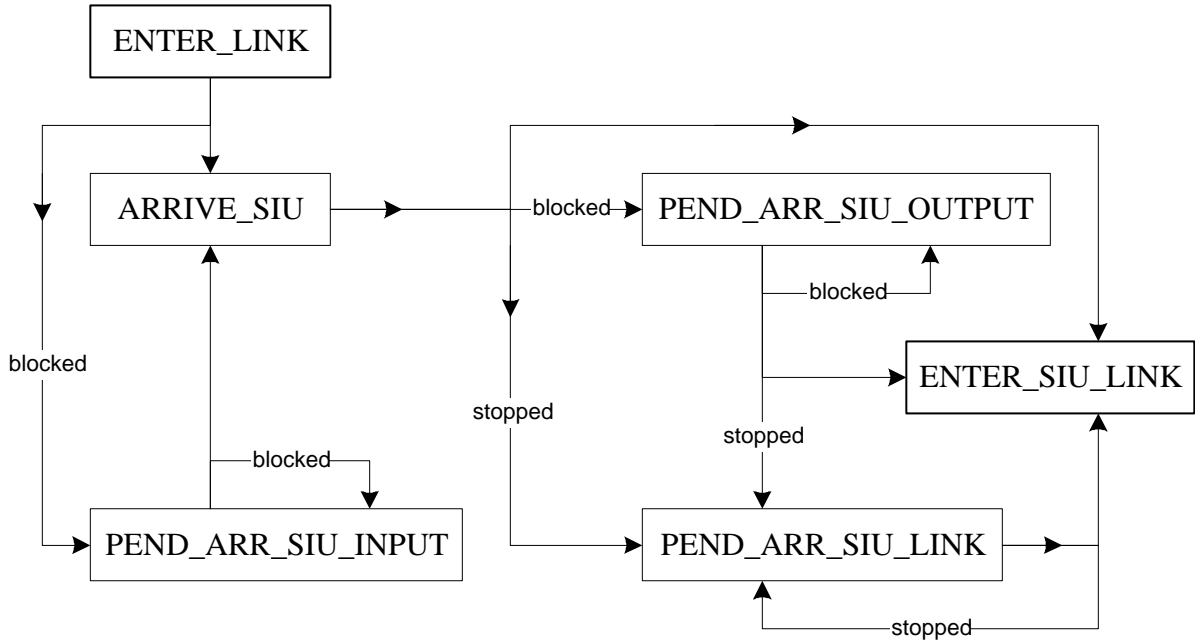 ENTER_LINK
ARRIVE_SIU
blocked
PEND_ARR_SIU_OUTPUT
blocked
blocked
ENTER_SIU_LINK
stopped
stopped
blocked
PEND_ARR_SIU_INPUT
PEND_ARR_SIU_LINK
stopped